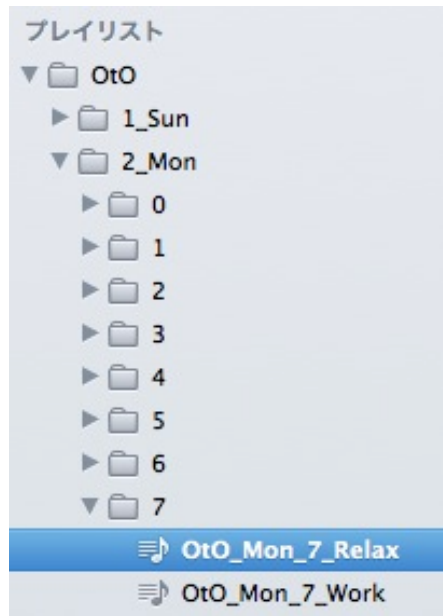 プレイリスト
OtO
1_Sun
2_Mon
0
1
2
3
4
5
6
7
OtO_Mon_7_Relax
OtO_Mon_7_Work